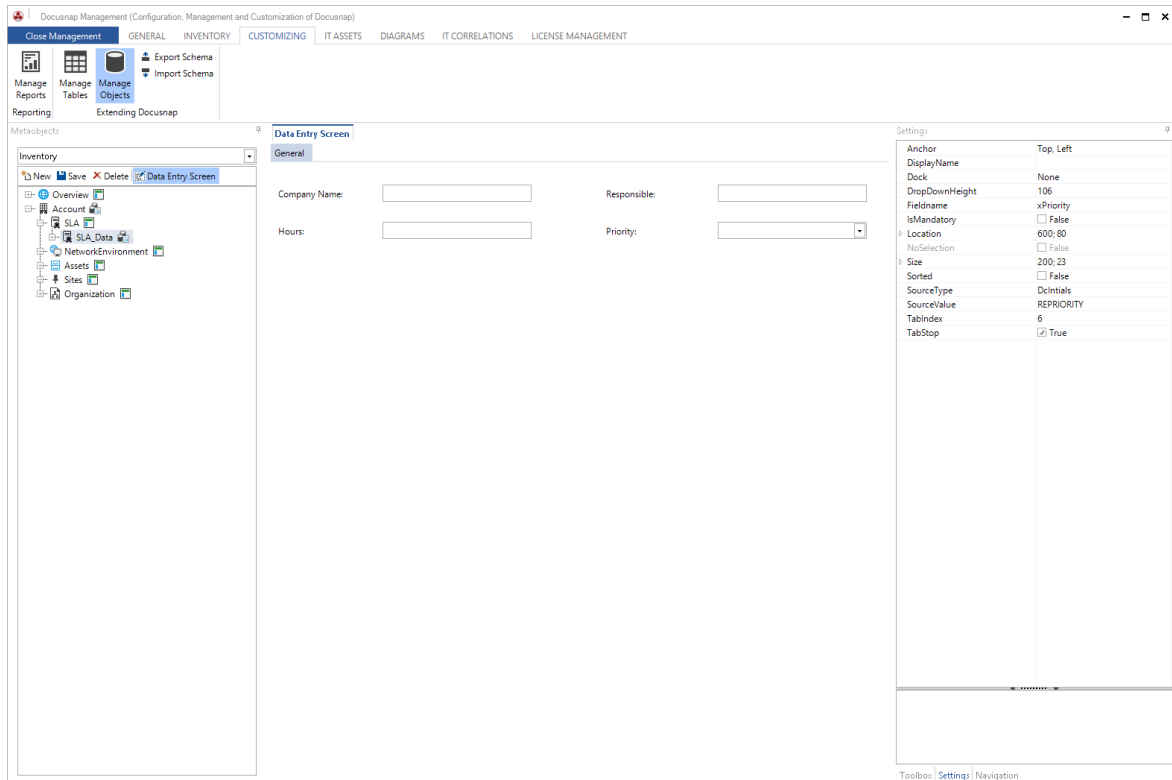 Docusnap Management (Configuration, Management and Customization of Docusnap)
Close Management GENERAL INVENTORY CUSTOMIZING IT ASSETS DIAGRAMS IT CORRELATIONS LICENSE MANAGEMENT
Manage Reports
Manage Tables
Manage Objects
Export Schema
Import Schema
Reporting Extending Docusnap
Metaobjects
Inventory
New Save Delete Data Entry Screen
Overview
Account
SLA
SLA_Data
NetworkEnvironment
Assets
Sites
Organization
Data Entry Screen
General
Company Name: Responsible:
Hours: Priority:
Settings
Anchor Top, Left
DisplayName
Dock None
DropDownHeight 106
Fieldname xPriority
IsMandatory False
Location 600; 80
NoSelection False
Size 200; 23
Sorted False
SourceType DcIntials
SourceValue REPRIORITY
TabIndex 6
TabStop True
Toolbox Settings Navigation